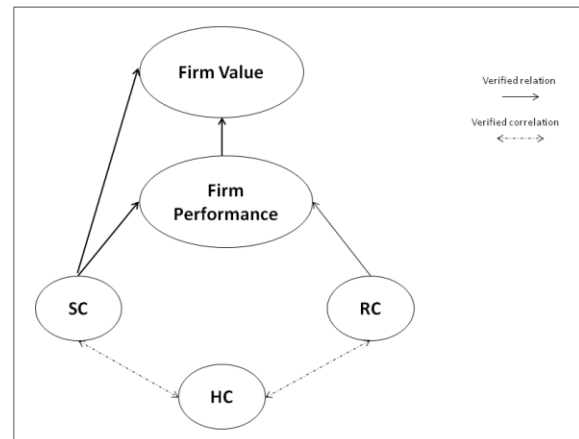 Firm Value
Verified relation
Verified correlation
Firm
Performance
SC
RC
HC